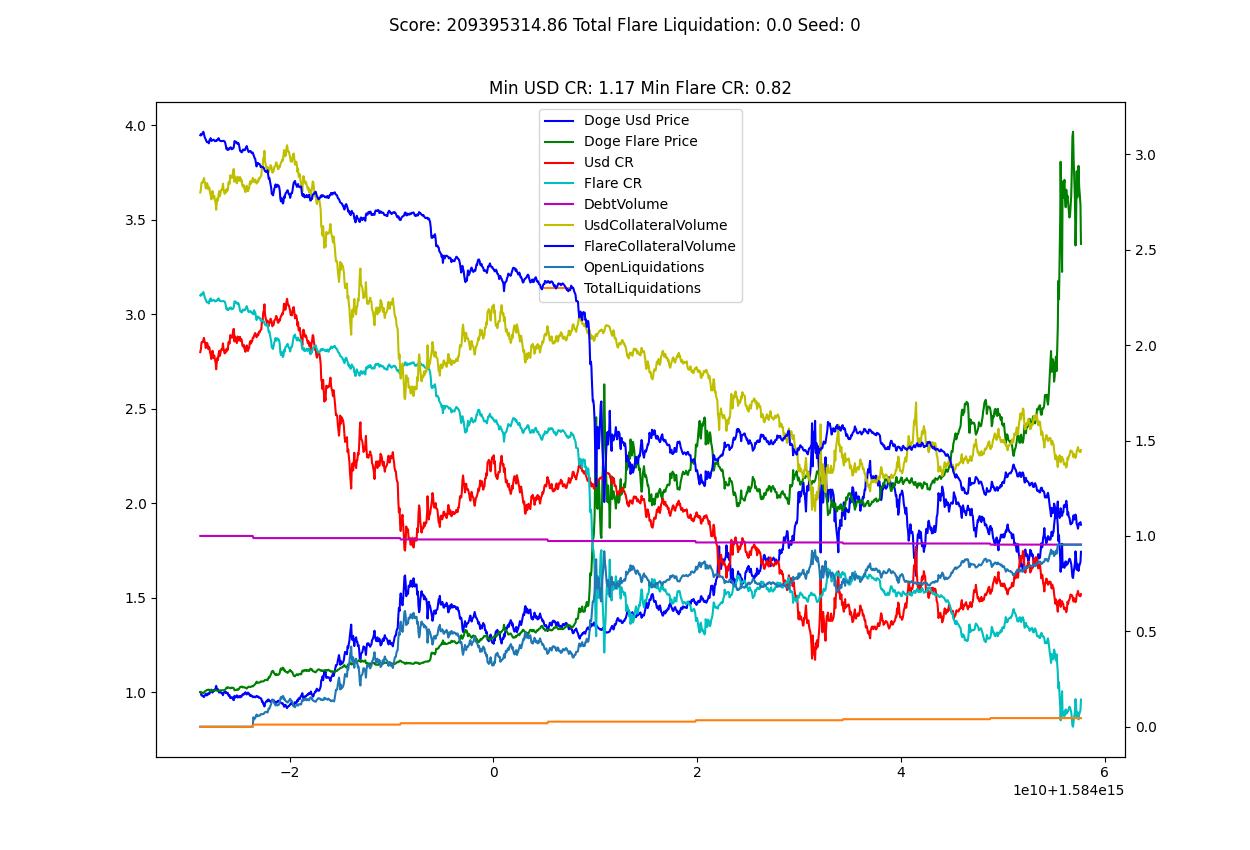 Score: 209395314.86 Total Flare Liquidation: 0.0 Seed: 0
Min USD CR: 1.17 Min Flare CR: 0.82
Doge Usd Price
Doge Flare Price
Usd CR
Flare CR
DebtVolume
UsdCollateralVolume
FlareCollateralVolume
OpenLiquidations
TotalLiquidations
4.0
3.5
3.0
2.5
2.0
1.5
1.0
3.0
2.5
2.0
1.5
1.0
0.5
0.0
−2 0 2 4 6
1e10+1.584e15